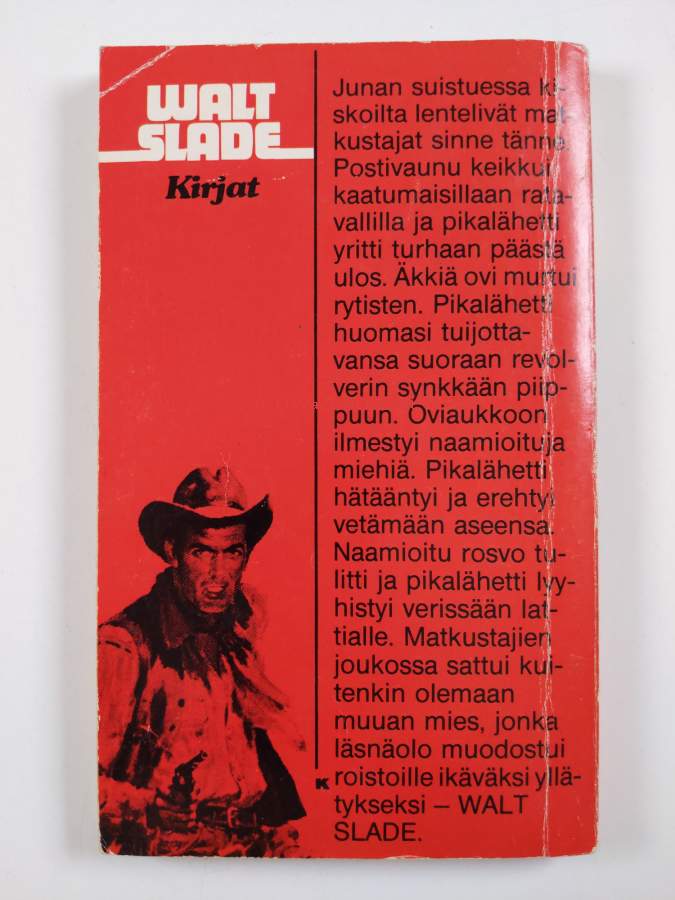 WALT
SLADE
Kirjat
Junan suistuessa ki-
skoilta lentelivät mat-
kustajat sinne tänne.
Postivaunu keikkui
kaatumaisillaan rata-
vallilla ja pikalähetti
yritti turhaan päästä
ulos. Äkkiä ovi murtui
rytisten. Pikalähetti
huomasi tuijotta-
vansa suoraan revol-
verin synkkään piip-
puun. Oviaukkoon
ilmestyi naamioituja
miehiä. Pikalähetti
hätääntyi ja erehtyi
vetämään aseensa.
Naamioitu rosvo tu-
litti ja pikalähetti lyy-
histyi verissään lat-
tialle. Matkustajien
joukossa sattui kui-
tenkin olemaan
muuan mies, jonka
läsnäolo muodostui
roistoille ikäväksi yllä-
tykseksi – WALT
SLADE.
K